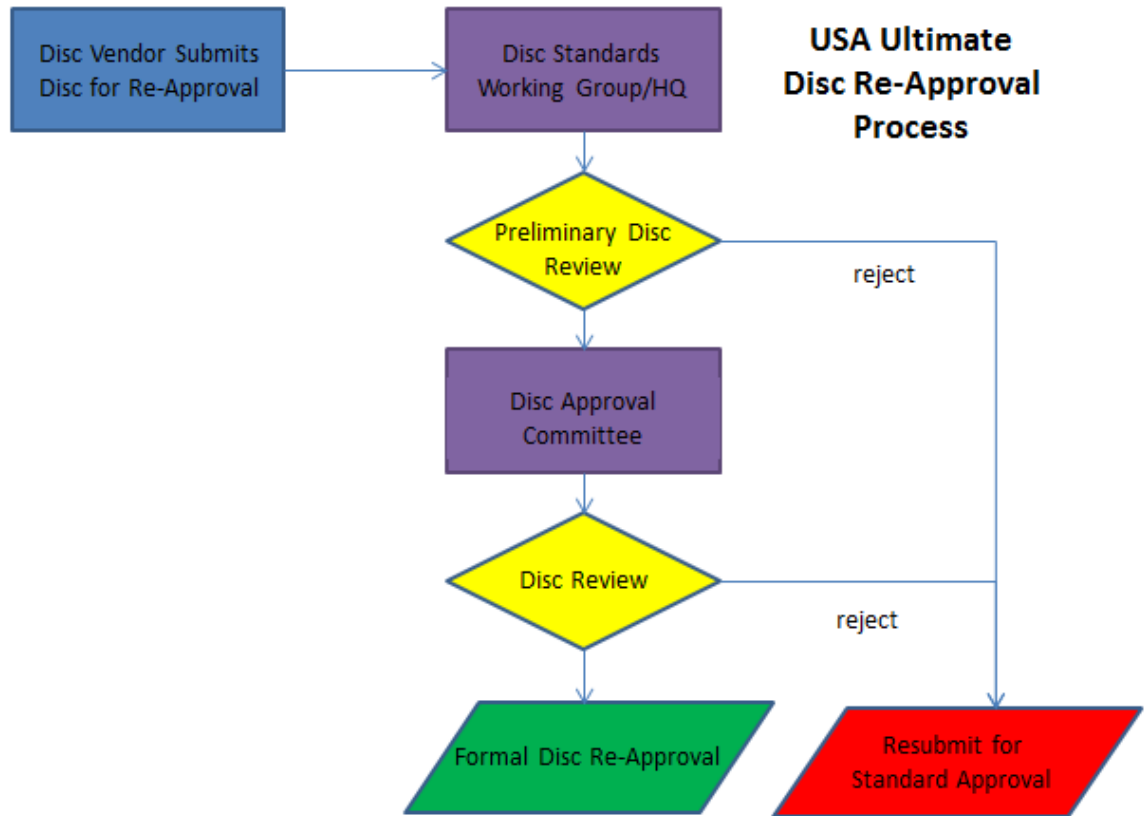 Disc Vendor Submits
Disc for Re-Approval
Disc Standards
Working Group/HQ
USA Ultimate
Disc Re-Approval
Process
Preliminary Disc
Review
reject
Disc Approval
Committee
Disc Review
reject
Formal Disc Re-Approval
Resubmit for
Standard Approval